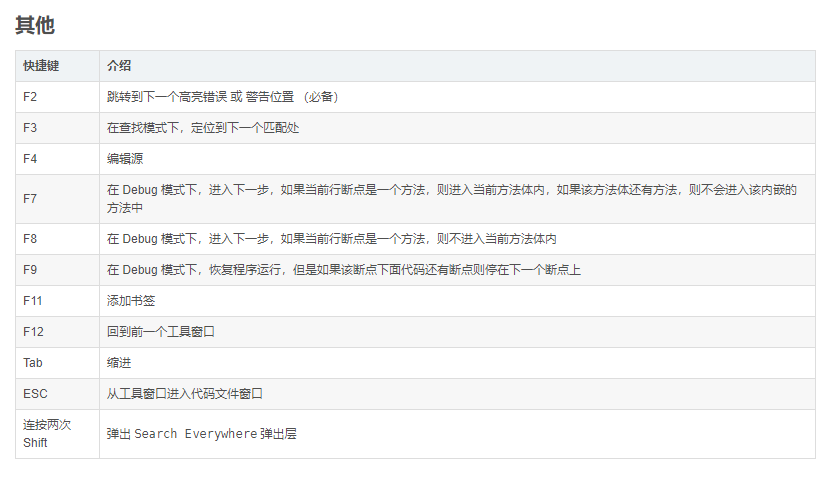 其他
快捷键 介绍
F2 跳转到下一个高亮错误 或 警告位置 （必备）
F3 在查找模式下，定位到下一个匹配处
F4 编辑源
F7 在 Debug 模式下，进入下一步，如果当前行断点是一个方法，则进入当前方法体内，如果该方法体还有方法，则不会进入该内嵌的
方法中
F8 在 Debug 模式下，进入下一步，如果当前行断点是一个方法，则不进入当前方法体内
F9 在 Debug 模式下，恢复程序运行，但是如果该断点下面代码还有断点则停在下一个断点上
F11 添加书签
F12 回到前一个工具窗口
Tab 缩进
ESC 从工具窗口进入代码文件窗口
连按两次
Shift 弹出 Search Everywhere 弹出层